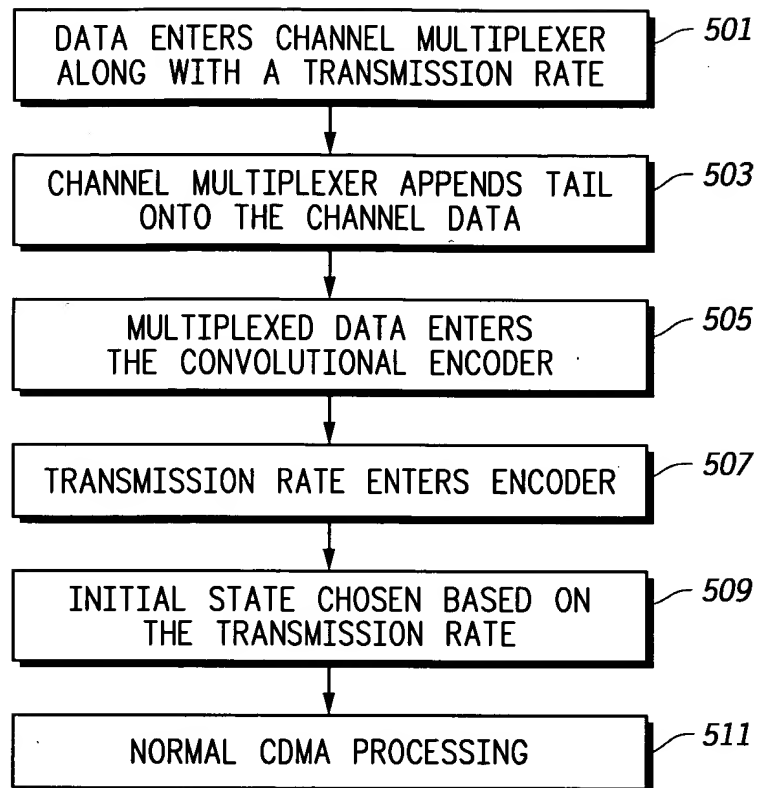 DATA ENTERS CHANNEL MULTIPLEXER
ALONG WITH A TRANSMISSION RATE
501
CHANNEL MULTIPLEXER APPENDS TAIL
ONTO THE CHANNEL DATA
503
MULTIPLEXED DATA ENTERS
THE CONVOLUTIONAL ENCODER
505
TRANSMISSION RATE ENTERS ENCODER
507
INITIAL STATE CHOSEN BASED ON
THE TRANSMISSION RATE
509
NORMAL CDMA PROCESSING
511